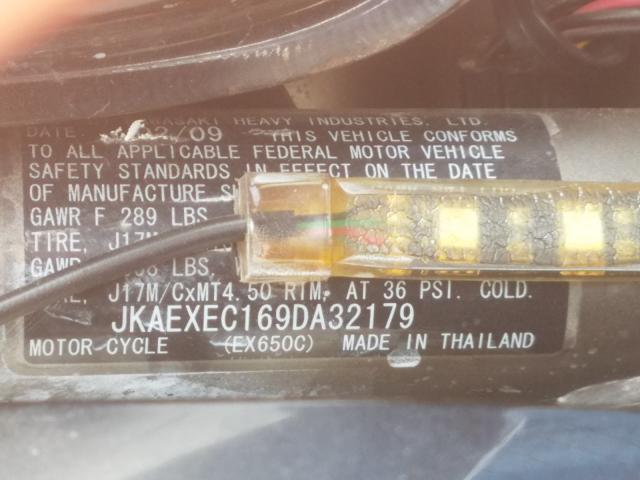 KAWASAKI HEAVY INDUSTRIES, LTD.
DATE: 02/09 THIS VEHICLE CONFORMS
TO ALL APPLICABLE FEDERAL MOTOR VEHICLE
SAFETY STANDARDS IN EFFECT ON THE DATE
OF MANUFACTURE
GAWR F 289 LBS
TIRE, J17M
LBS,
J17M/CxMT4.50 RIM, AT 36 PSI. COLD.
JKAEXEC169DA32179
MOTOR CYCLE (EX650C) MADE IN THAILAND